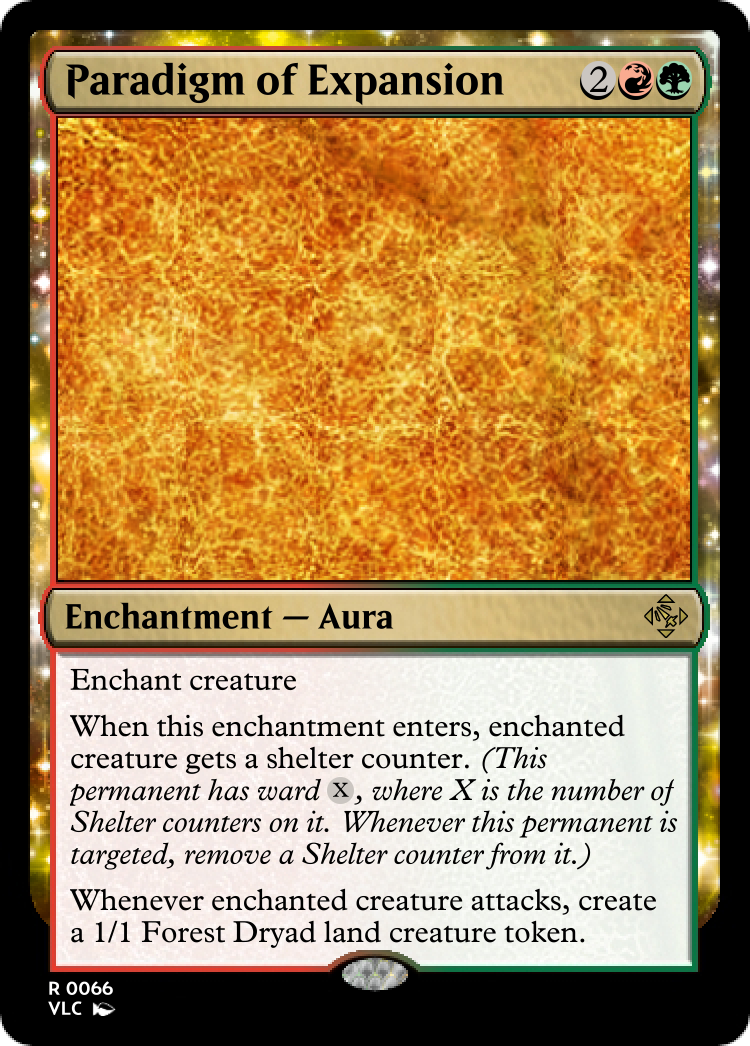 Paradigm of Expansion 2
Enchantment — Aura
Enchant creature
When this enchantment enters, enchanted
creature gets a shelter counter. (This
permanent has ward X, where X is the number of
Shelter counters on it. Whenever this permanent is
targeted, remove a Shelter counter from it.)
Whenever enchanted creature attacks, create
a 1/1 Forest Dryad land creature token.
R 0066
VLC